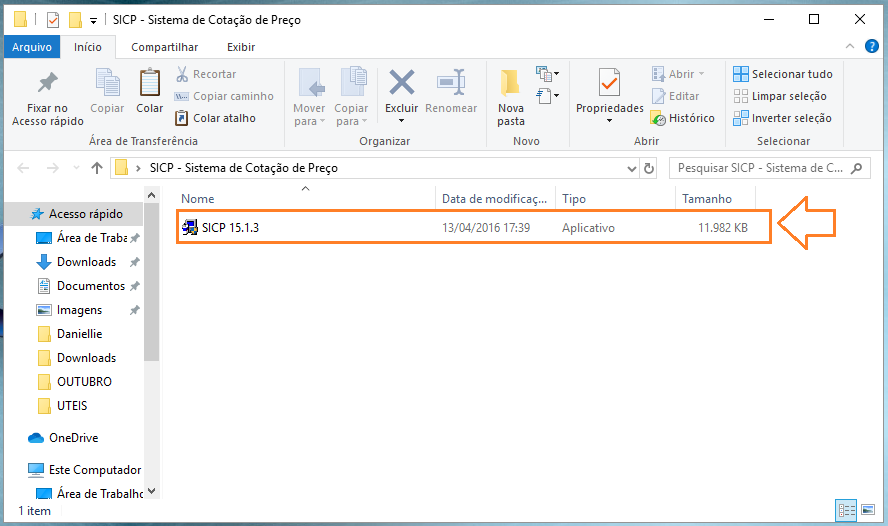 SICP - Sistema de Cotação de Preço
Arquivo Início Compartilhar Exibir
Fixar no
Acesso rápido
Copiar
Colar
Recortar
Copiar caminho
Colar atalho
Área de Transferência
Mover
para
Copiar
para
Excluir
Renomear
Organizar
Nova
pasta
Novo
Propriedades
Abrir
Editar
Histórico
Abrir
Selecionar tudo
Limpar seleção
Inverter seleção
Selecionar
SICP - Sistema de Cotação de Preço
Pesquisar SICP - Sistema de C...
Nome Data de modificaç... Tipo Tamanho
SICP 15.1.3 13/04/2016 17:39 Aplicativo 11.982 KB
Acesso rápido
Área de Traba
Downloads
Documentos
Imagens
Daniellie
Downloads
OUTUBRO
UTEIS
OneDrive
Este Computador
Área de Trabalho
1 item